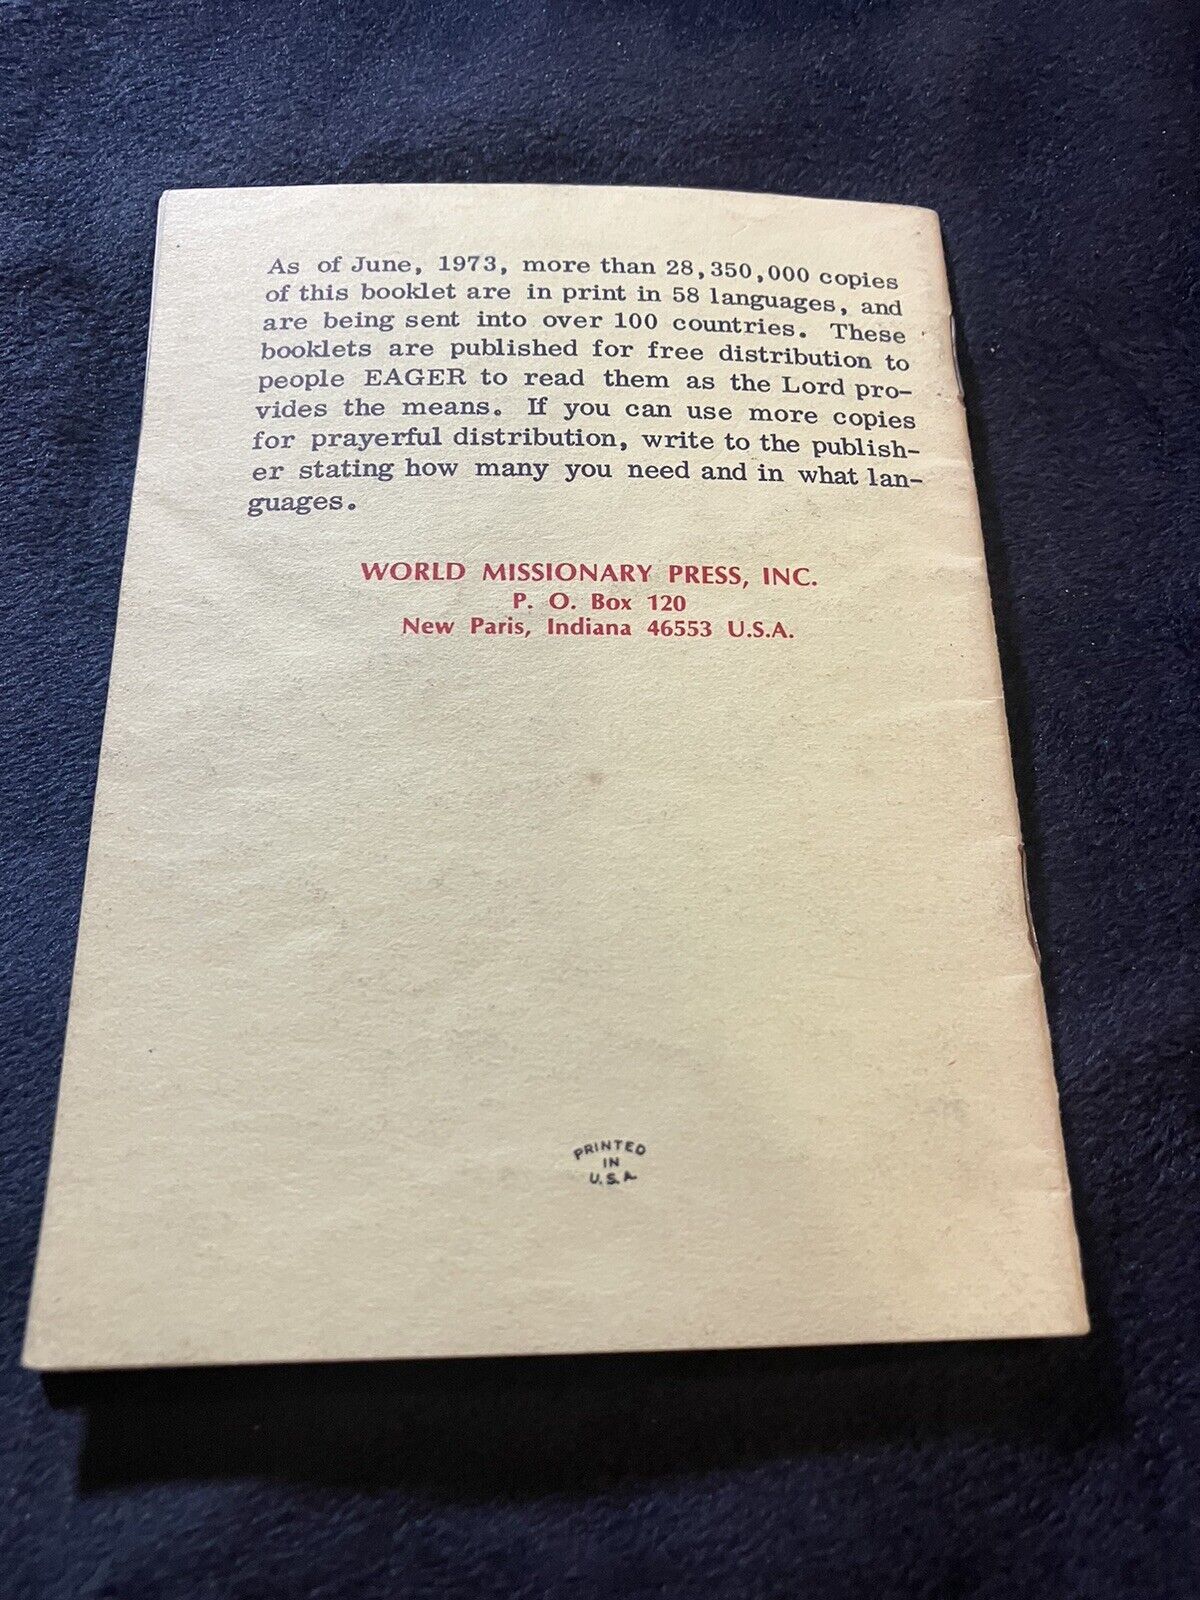 As of June, 1973, more than 28,350,000 copies
of this booklet are in print in 58 languages, and
are being sent into over 100 countries. These
booklets are published for free distribution to
people EAGER to read them as the Lord pro-
vides the means. If you can use more copies
for prayerful distribution, write to the publish-
er stating how many you need and in what lan-
guages.
WORLD MISSIONARY PRESS, INC.
P. O. Box 120
New Paris, Indiana 46553 U.S.A.
PRINTED
IN
U.S.A.